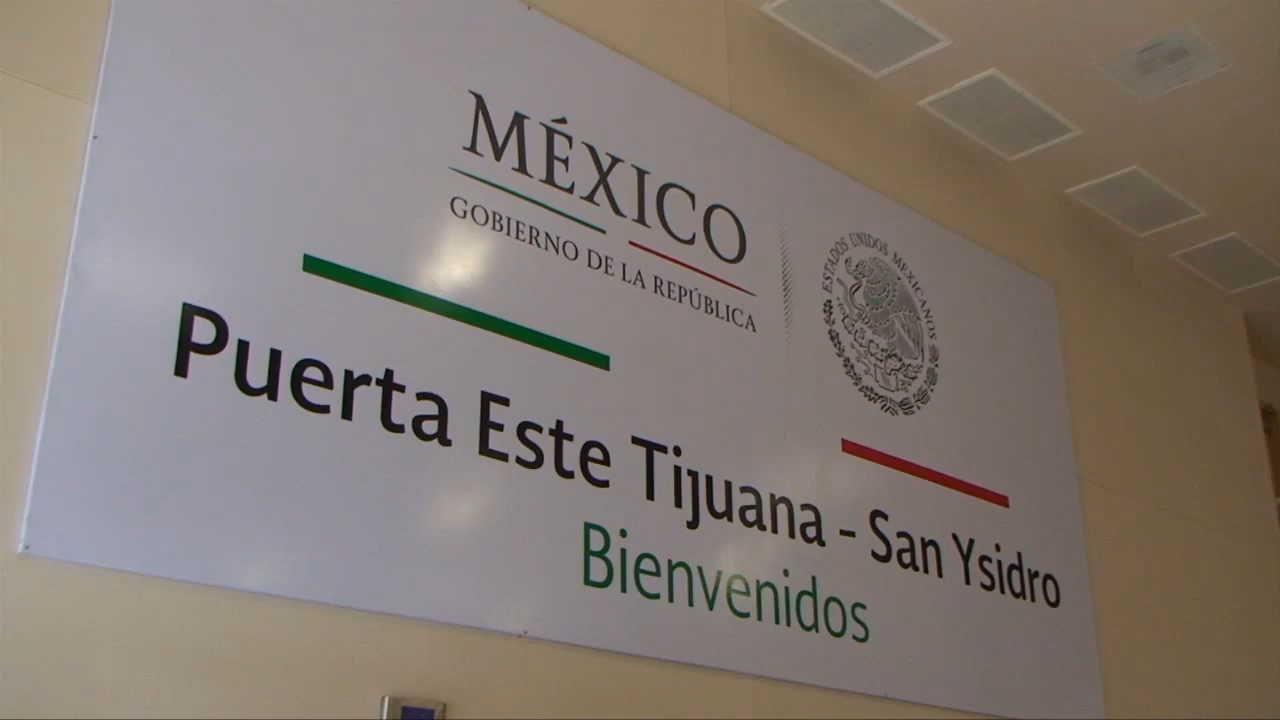 MÉXICO
GOBIERNO DE LA REPÚBLICA
ESTADOS UNIDOS MEXICANOS
Puerta Este Tijuana - San Ysidro
Bienvenidos